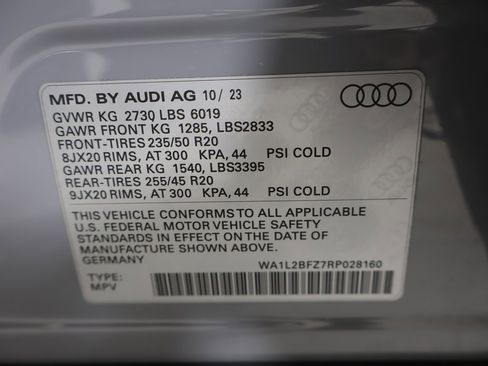 MFD. BY AUDI AG 10/23
GVWR KG 2730 LBS 6019
GAWR FRONT KG 1285, LBS2833
FRONT-TIRES 235/50 R20
8JX20 RIMS, AT 300 KPA, 44 PSI COLD
GAWR REAR KG 1540, LBS3395
REAR-TIRES 255/45 R20
9JX20 RIMS, AT 300 KPA, 44 PSI COLD
THIS VEHICLE CONFORMS TO ALL APPLICABLE
U.S. FEDERAL MOTOR VEHICLE SAFETY
STANDARDS IN EFFECT ON THE DATE OF
MANUFACTURE SHOWN ABOVE.
GERMANY
WA1L2BFZ7RP028160
TYPE:
MPV